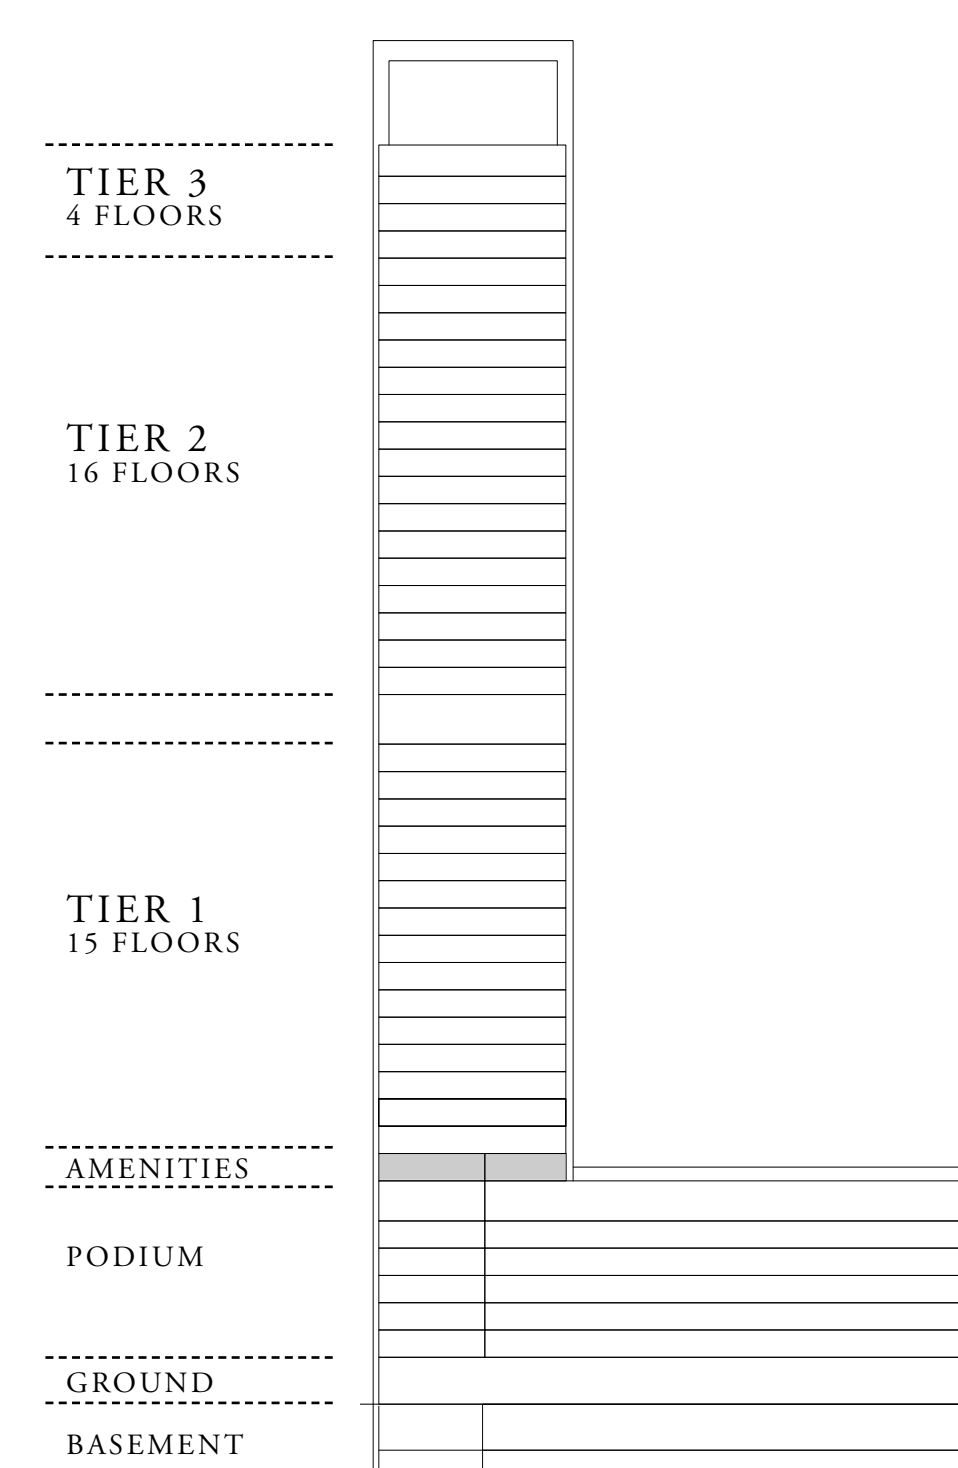 TIER 3
4 FLOORS
TIER 2
16 FLOORS
TIER 1
15 FLOORS
AMENITIES
PODIUM
GROUND
BASEMENT